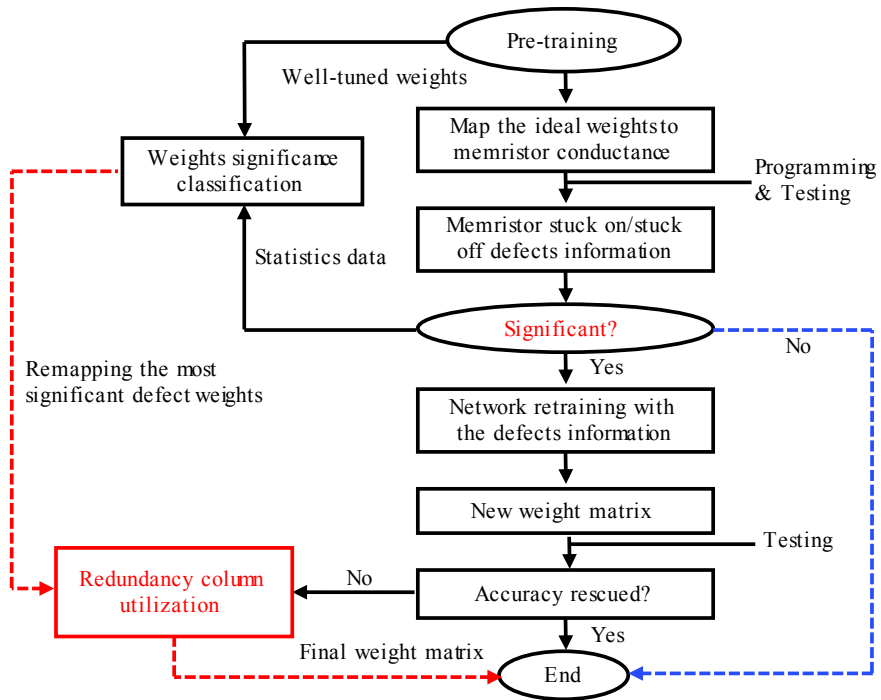 Pre-training
Well-tuned weights
Map the ideal weights to
memristor conductance
Weights significance
classification
Programming
& Testing
Memristor stuck on/stuck
off defects information
Statistics data
Significant?
No
Yes
Remapping the most
significant defect weights
Network retraining with
the defects information
New weight matrix
Testing
Redundancy column
utilization
No
Accuracy rescued?
Yes
Final weight matrix
End